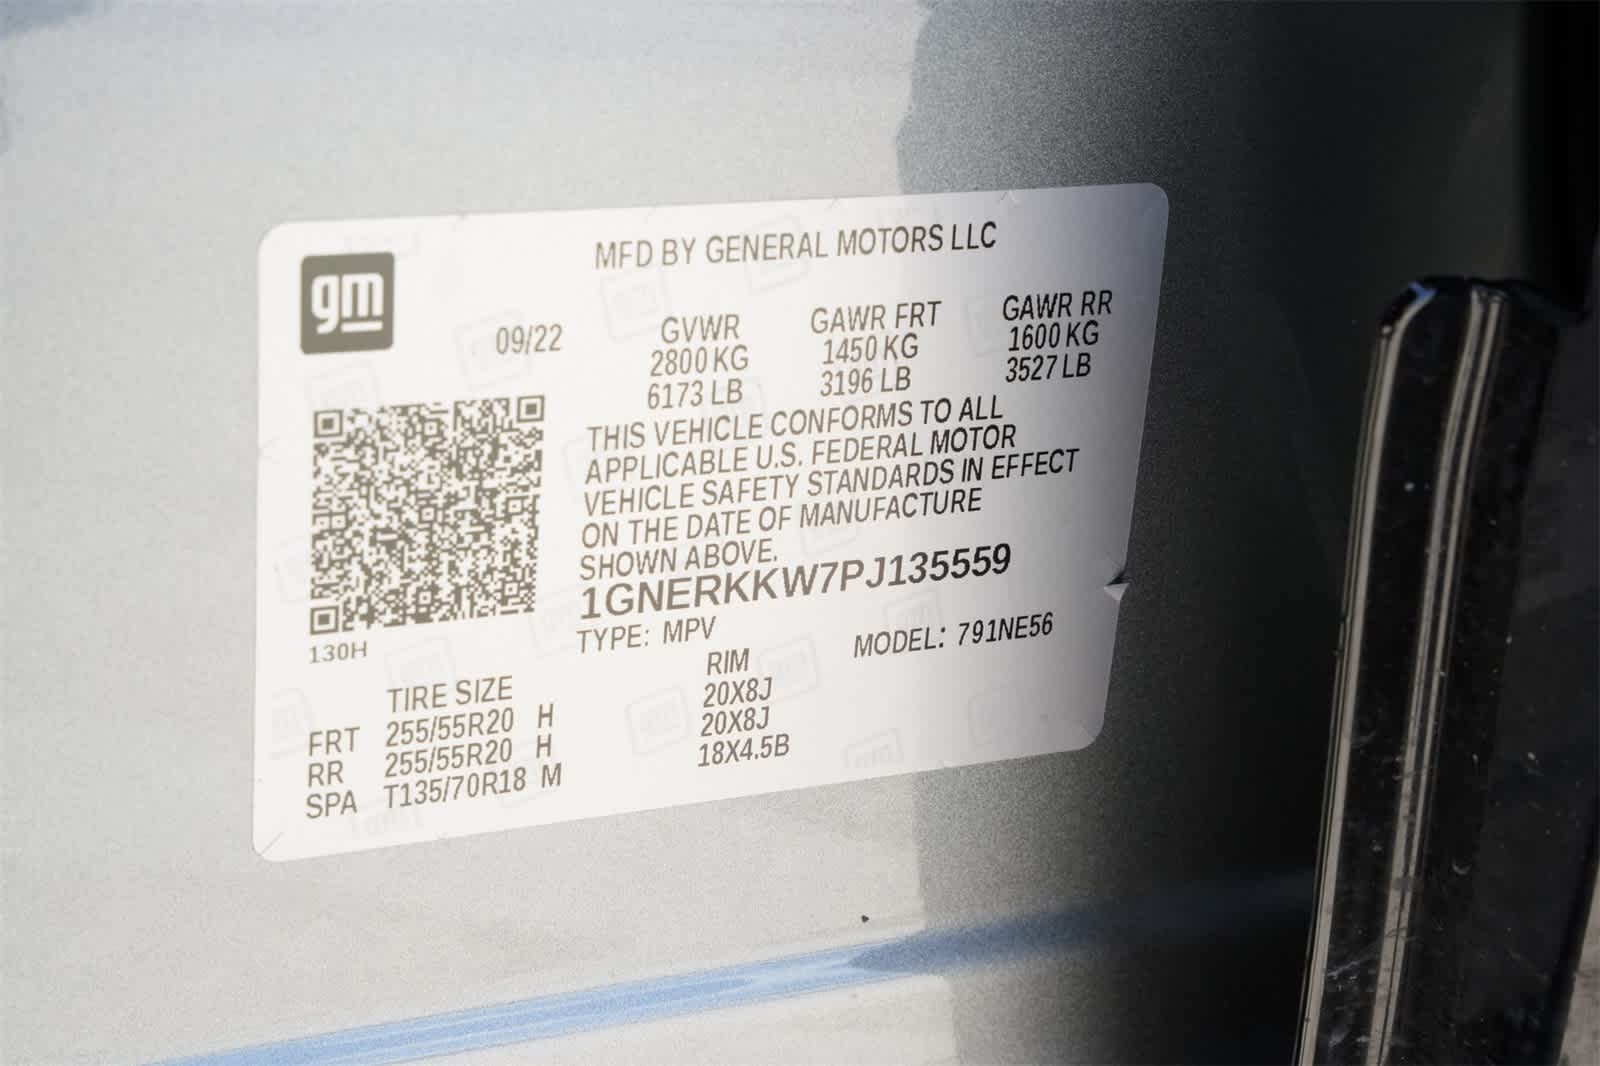 gm
MFD BY GENERAL MOTORS LLC
09/22
GVWR GAWR FRT GAWR RR
2800 KG 1450 KG 1600 KG
6173 LB 3196 LB 3527 LB
THIS VEHICLE CONFORMS TO ALL
APPLICABLE U.S. FEDERAL MOTOR
VEHICLE SAFETY STANDARDS IN EFFECT
ON THE DATE OF MANUFACTURE
SHOWN ABOVE.
1GNERKKW7PJ135559
130H
TYPE: MPV MODEL: 791NE56
TIRE SIZE RIM
FRT 255/55R20 H 20X8J
RR 255/55R20 H 20X8J
SPA T135/70R18 M 18X4.5B